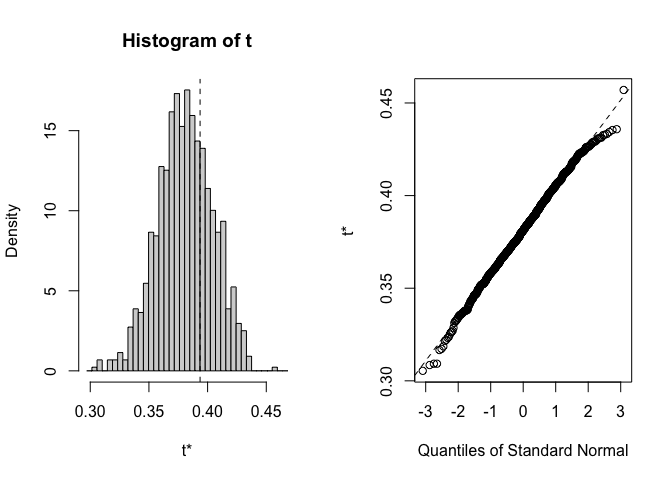 Histogram of t
Density
0
5
10
15
0.30 0.35 0.40 0.45
t*
t*
0.30
0.35
0.40
0.45
-3 -2 -1 0 1 2 3
Quantiles of Standard Normal